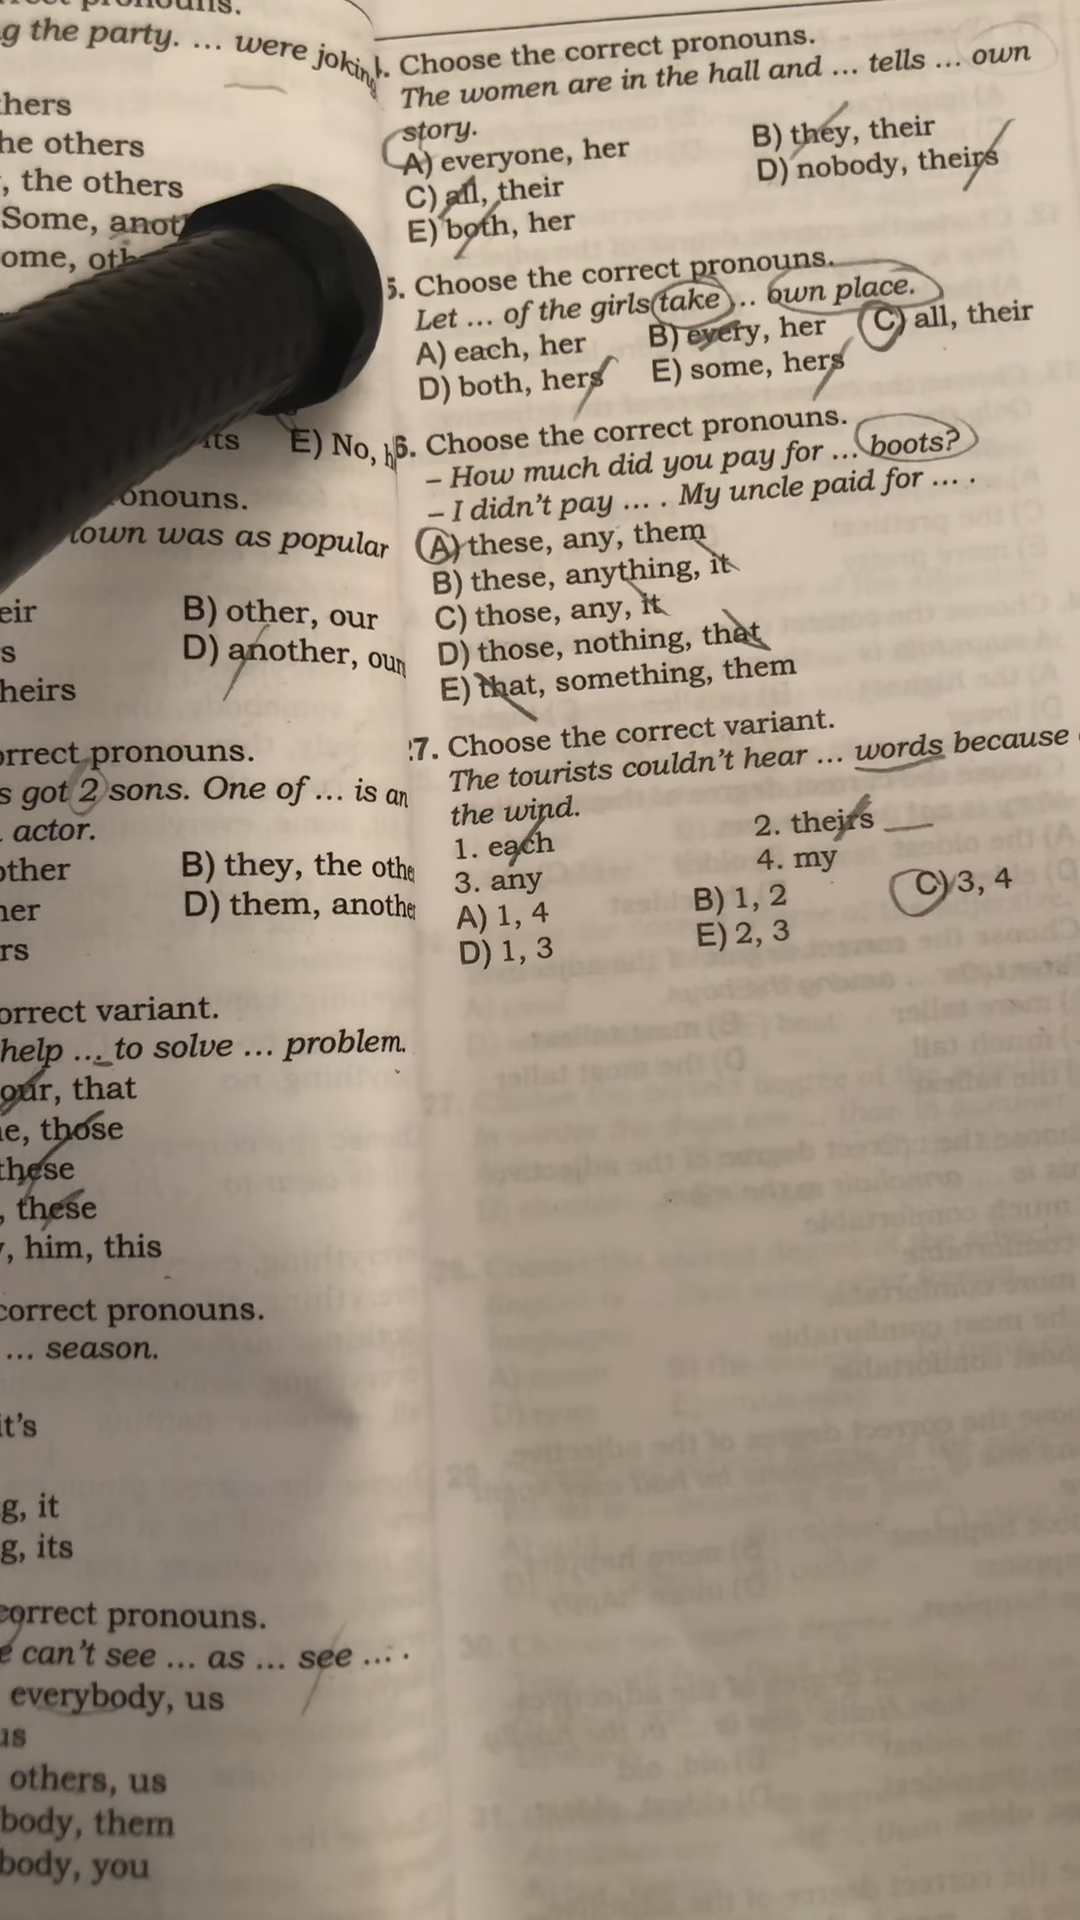 g the party. ... were joking
hers
he others
, the others
Some, anot
ome, oth
its E) No, h
onouns.
town was as popular
eir B) other, our
s D) another, our
heirs
orrect pronouns.
s got 2 sons. One of ... is an
actor.
other B) they, the othe
her D) them, anothe
rs
orrect variant.
help ... to solve ... problem.
our, that
e, those
these
, these
, him, this
correct pronouns.
... season.
it's
g, it
g, its
correct pronouns.
e can't see ... as ... see ... .
everybody, us
us
others, us
body, them
body, you
Choose the correct pronouns.
The women are in the hall and ... tells ... own
story.
A) everyone, her B) they, their
C) all, their D) nobody, theirs
E) both, her
5. Choose the correct pronouns.
Let ... of the girls take ... own place.
A) each, her B) every, her C) all, their
D) both, hers E) some, hers
6. Choose the correct pronouns.
– How much did you pay for ... boots?
– I didn't pay ... . My uncle paid for ... .
A) these, any, them
B) these, anything, it
C) those, any, it
D) those, nothing, that
E) that, something, them
27. Choose the correct variant.
The tourists couldn't hear ... words because
the wind.
1. each 2. theirs
3. any 4. my
A) 1, 4 B) 1, 2 C) 3, 4
D) 1, 3 E) 2, 3